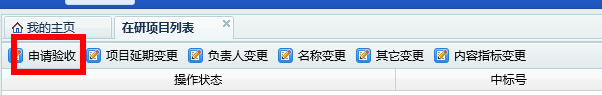 我的主页 在研项目列表
申请验收 项目延期变更 负责人变更 名称变更 其它变更 内容指标变更
操作状态 中标号